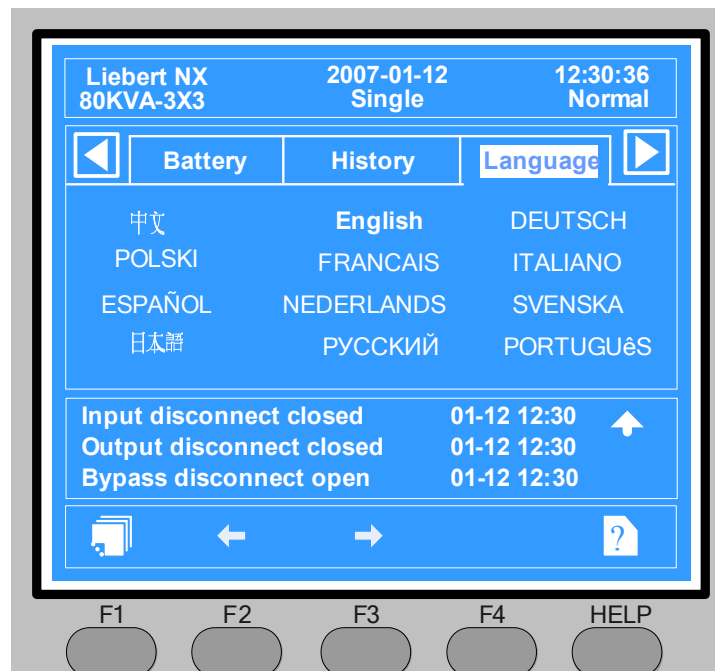 Liebert NX 2007-01-12 12:30:36
80KVA-3X3 Single Normal
Battery History Language
中文 English DEUTSCH
POLSKI FRANCAIS ITALIANO
ESPAÑOL NEDERLANDS SVENSKA
日本語 РУССКИЙ PORTUGUêS
Input disconnect closed 01-12 12:30
Output disconnect closed 01-12 12:30
Bypass disconnect open 01-12 12:30
?
F1 F2 F3 F4 HELP